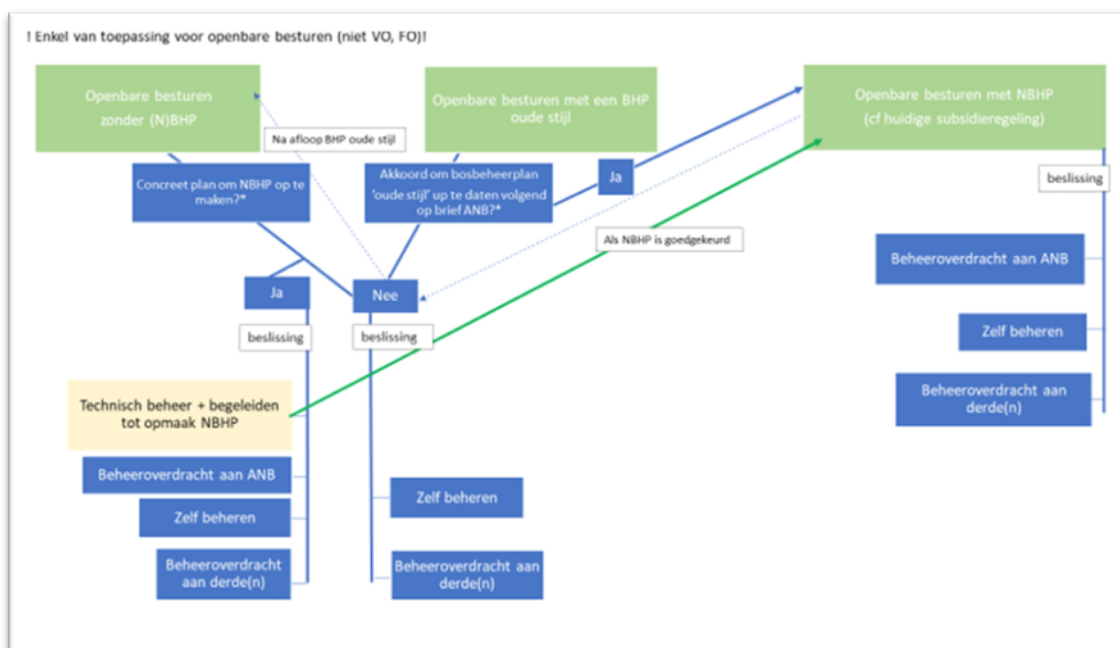 ! Enkel van toepassing voor openbare besturen (niet VO, FO)!
Openbare besturen
zonder (N)BHP
Openbare besturen met een BHP
oude stijl
Openbare besturen met NBHP
(cf huidige subsidieregeling)
Na afloop BHP oude stijl
Concreet plan om NBHP op te
maken?*
Akkoord om bosbeheerplan
'oude stijl' up te daten volgend
op brief ANB?*
Ja
beslissing
Als NBHP is goedgekeurd
Beheeroverdracht aan ANB
Zelf beheren
Beheeroverdracht aan
derde(n)
Ja
Nee
beslissing
beslissing
Technisch beheer + begeleiden
tot opmaak NBHP
Beheeroverdracht aan ANB
Zelf beheren
Beheeroverdracht
aan derde(n)
Zelf beheren
Beheeroverdracht aan
derde(n)